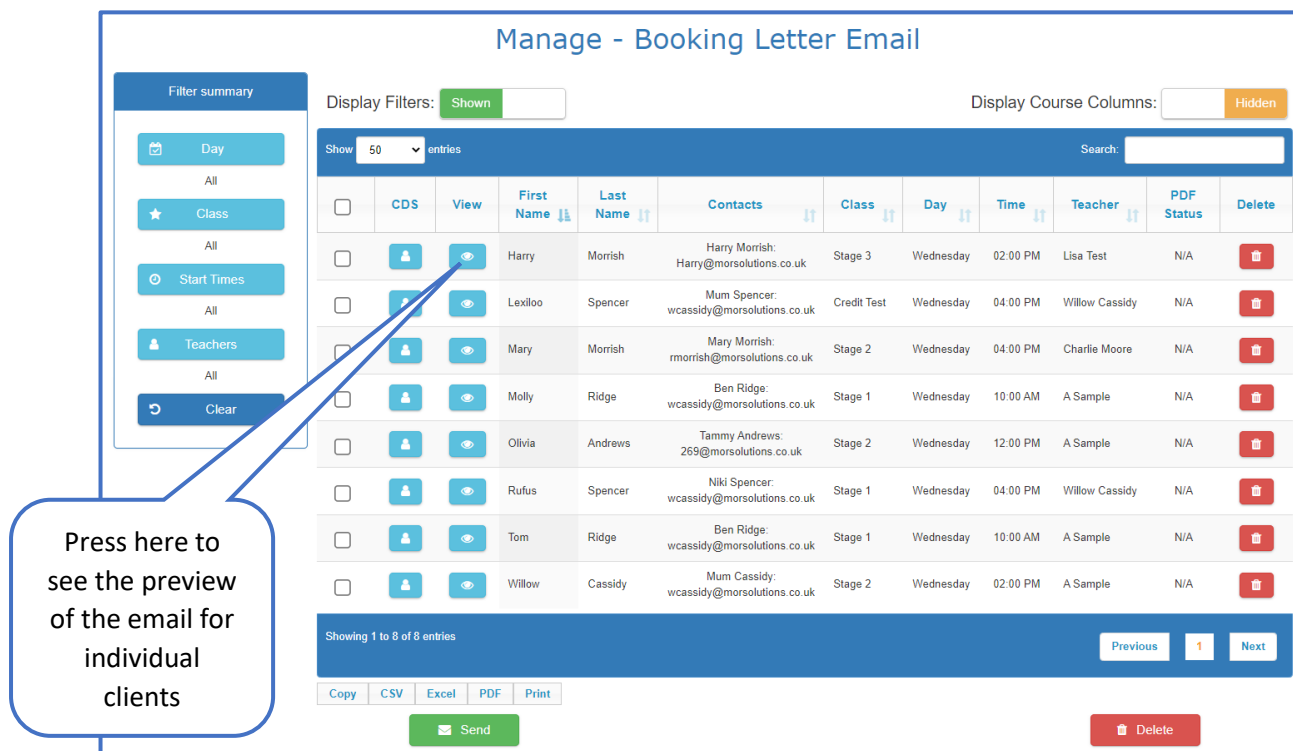 Manage - Booking Letter Email
Filter summary
Day
All
Class
All
Start Times
All
Teachers
All
Clear
Display Filters: Shown
Display Course Columns: Hidden
Show 50 entries
Search:
CDS View First Name Last Name Contacts Class Day Time Teacher PDF Status Delete
Harry Morrish Harry Morrish: Harry@morsolutions.co.uk Stage 3 Wednesday 02:00 PM Lisa Test N/A
Lexiloo Spencer Mum Spencer: wcassidy@morsolutions.co.uk Credit Test Wednesday 04:00 PM Willow Cassidy N/A
Mary Morrish Mary Morrish: rmorrish@morsolutions.co.uk Stage 2 Wednesday 04:00 PM Charlie Moore N/A
Molly Ridge Ben Ridge: wcassidy@morsolutions.co.uk Stage 1 Wednesday 10:00 AM A Sample N/A
Olivia Andrews Tammy Andrews: 269@morsolutions.co.uk Stage 2 Wednesday 12:00 PM A Sample N/A
Rufus Spencer Niki Spencer: wcassidy@morsolutions.co.uk Stage 1 Wednesday 04:00 PM Willow Cassidy N/A
Tom Ridge Ben Ridge: wcassidy@morsolutions.co.uk Stage 1 Wednesday 10:00 AM A Sample N/A
Willow Cassidy Mum Cassidy: wcassidy@morsolutions.co.uk Stage 2 Wednesday 02:00 PM A Sample N/A
Showing 1 to 8 of 8 entries
Previous 1 Next
Copy CSV Excel PDF Print
Send
Delete
Press here to
see the preview
of the email for
individual
clients